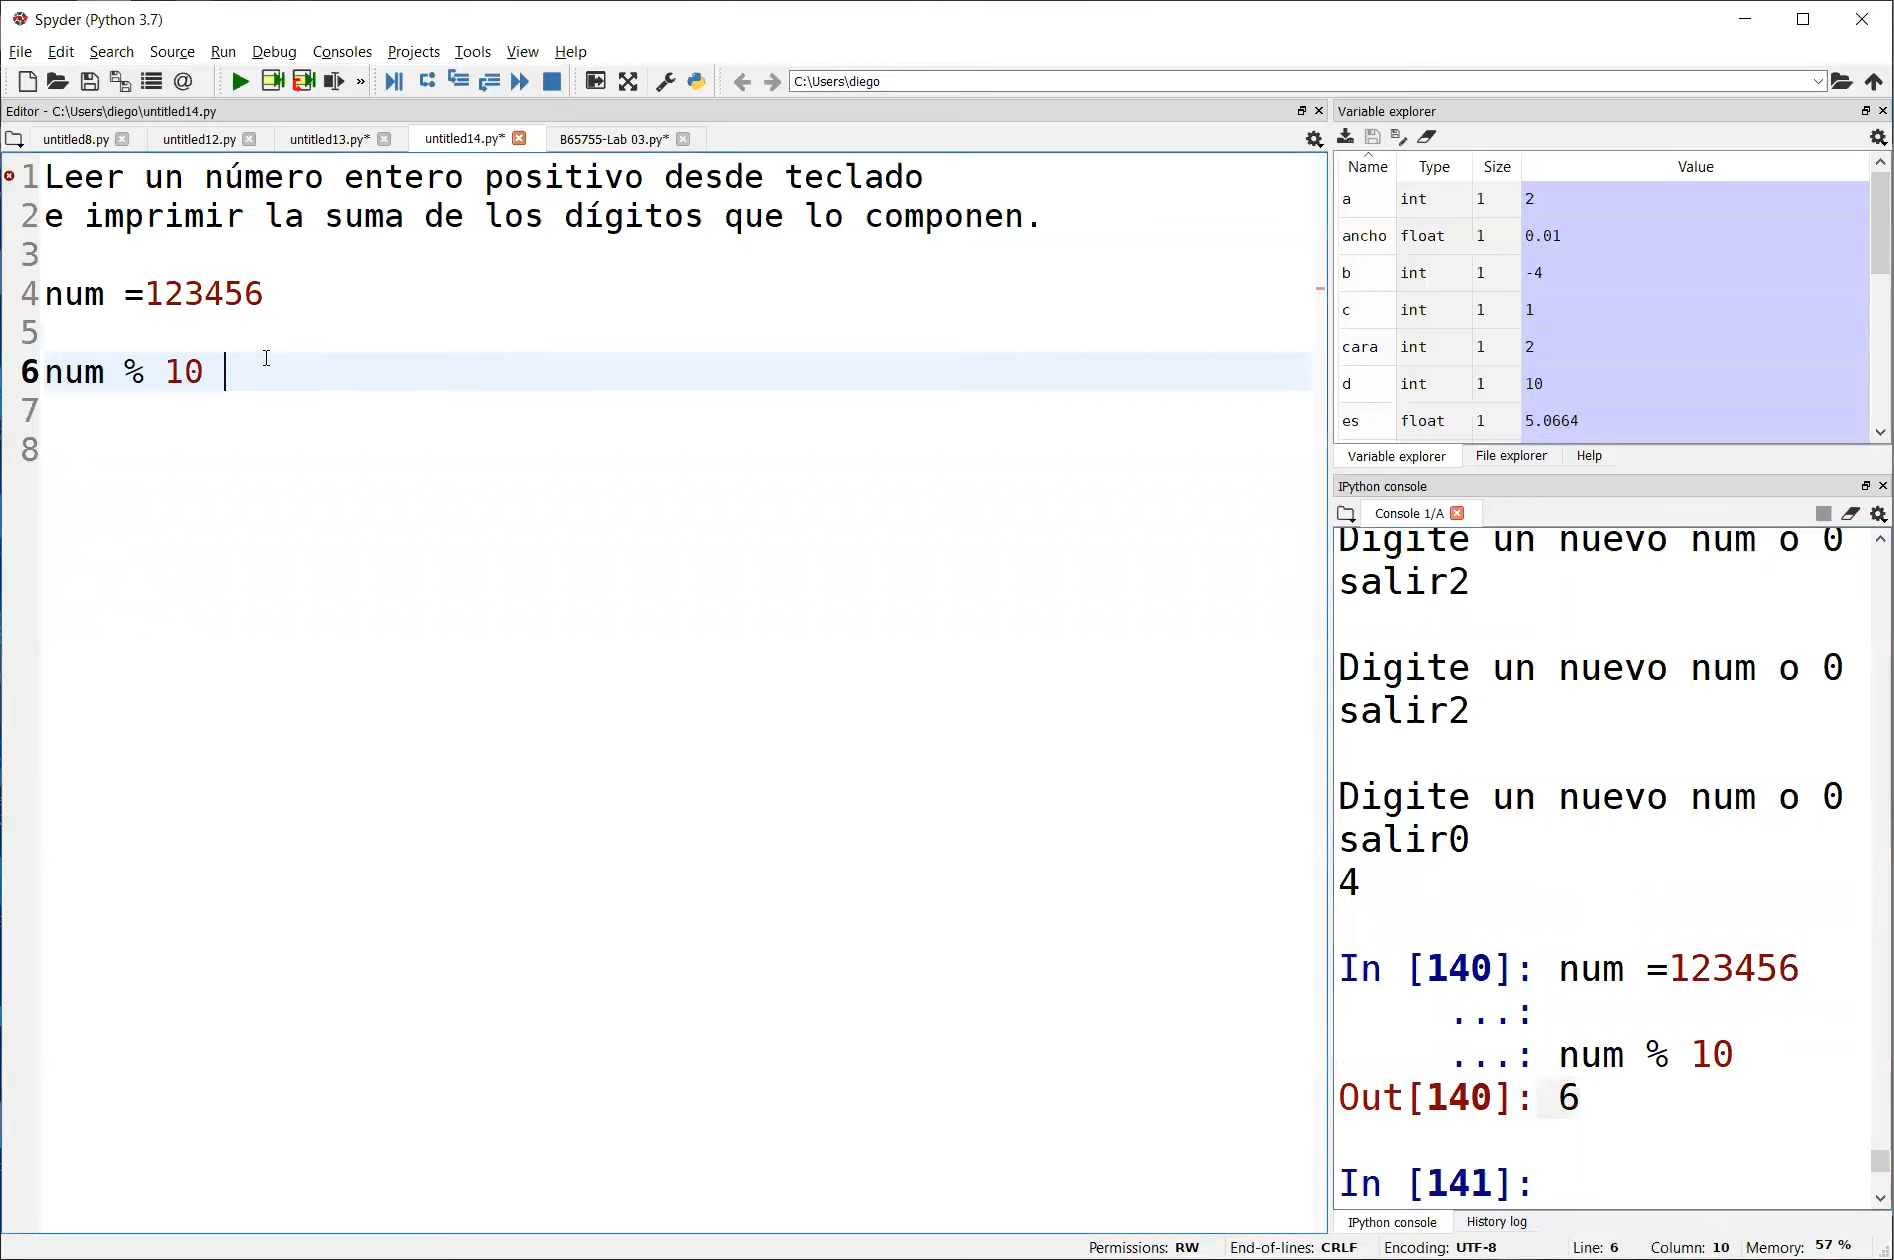 Spyder (Python 3.7)
File Edit Search Source Run Debug Consoles Projects Tools View Help
@ » C:\Users\diego
Editor - C:\Users\diego\untitled14.py
untitled8.py untitled12.py untitled13.py* untitled14.py* B65755-Lab 03.py*
1 Leer un número entero positivo desde teclado
2 e imprimir la suma de los dígitos que lo componen.
3
4 num =123456
5
6 num % 10
7
8
Variable explorer
Name Type Size Value
a int 1 2
ancho float 1 0.01
b int 1 -4
c int 1 1
cara int 1 2
d int 1 10
es float 1 5.0664
Variable explorer File explorer Help
IPython console
Console 1/A
Digite un nuevo num o 0
salir2
Digite un nuevo num o 0
salir2
Digite un nuevo num o 0
salir0
4
In [140]: num =123456
...:
...: num % 10
Out[140]: 6
In [141]:
IPython console History log
Permissions: RW End-of-lines: CRLF Encoding: UTF-8 Line: 6 Column: 10 Memory: 57 %